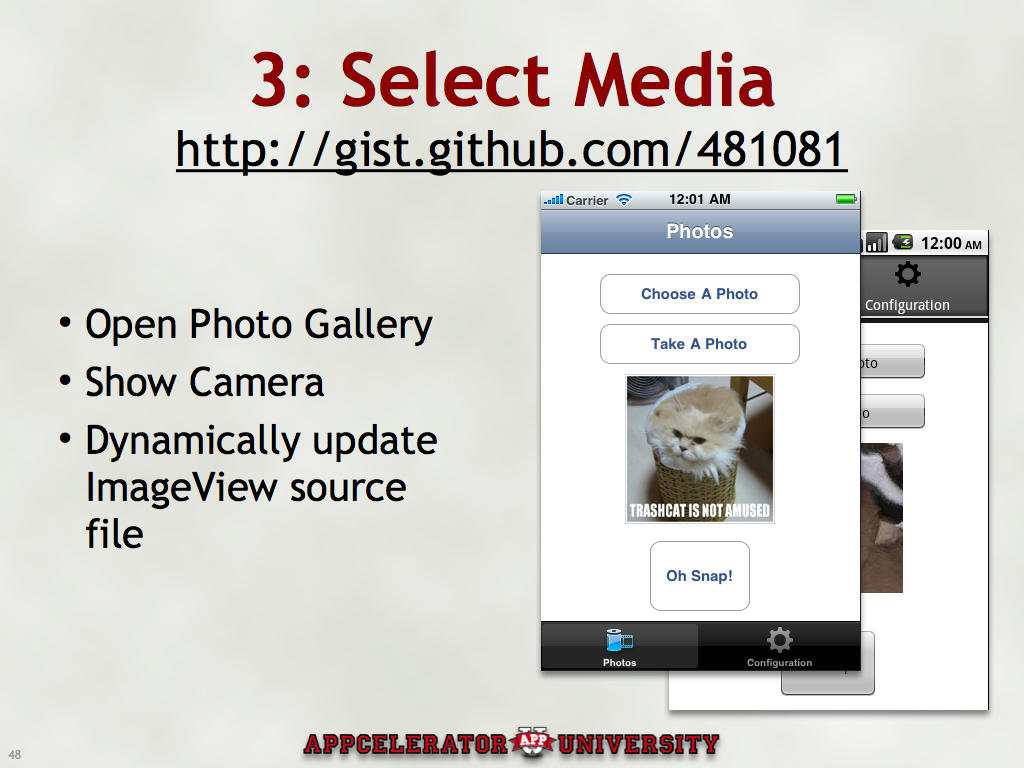 3: Select Media
http://gist.github.com/481081
• Open Photo Gallery
• Show Camera
• Dynamically update
ImageView source
file
Carrier 12:01 AM
Photos
Choose A Photo
Take A Photo
TRASHCAT IS NOT AMUSED
Oh Snap!
Photos Configuration
12:00 AM
Configuration
oto
o
48
APPCELERATOR APP UNIVERSITY